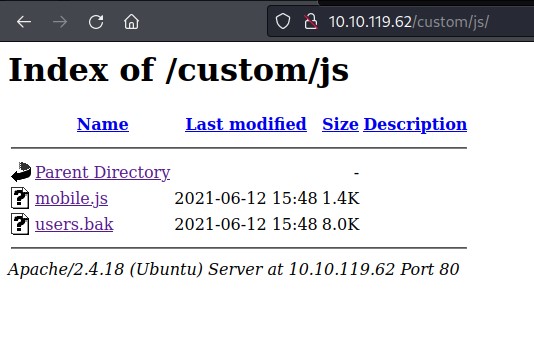 10.10.119.62/custom/js/
Index of /custom/js
Name Last modified Size Description
Parent Directory -
mobile.js 2021-06-12 15:48 1.4K
users.bak 2021-06-12 15:48 8.0K
Apache/2.4.18 (Ubuntu) Server at 10.10.119.62 Port 80